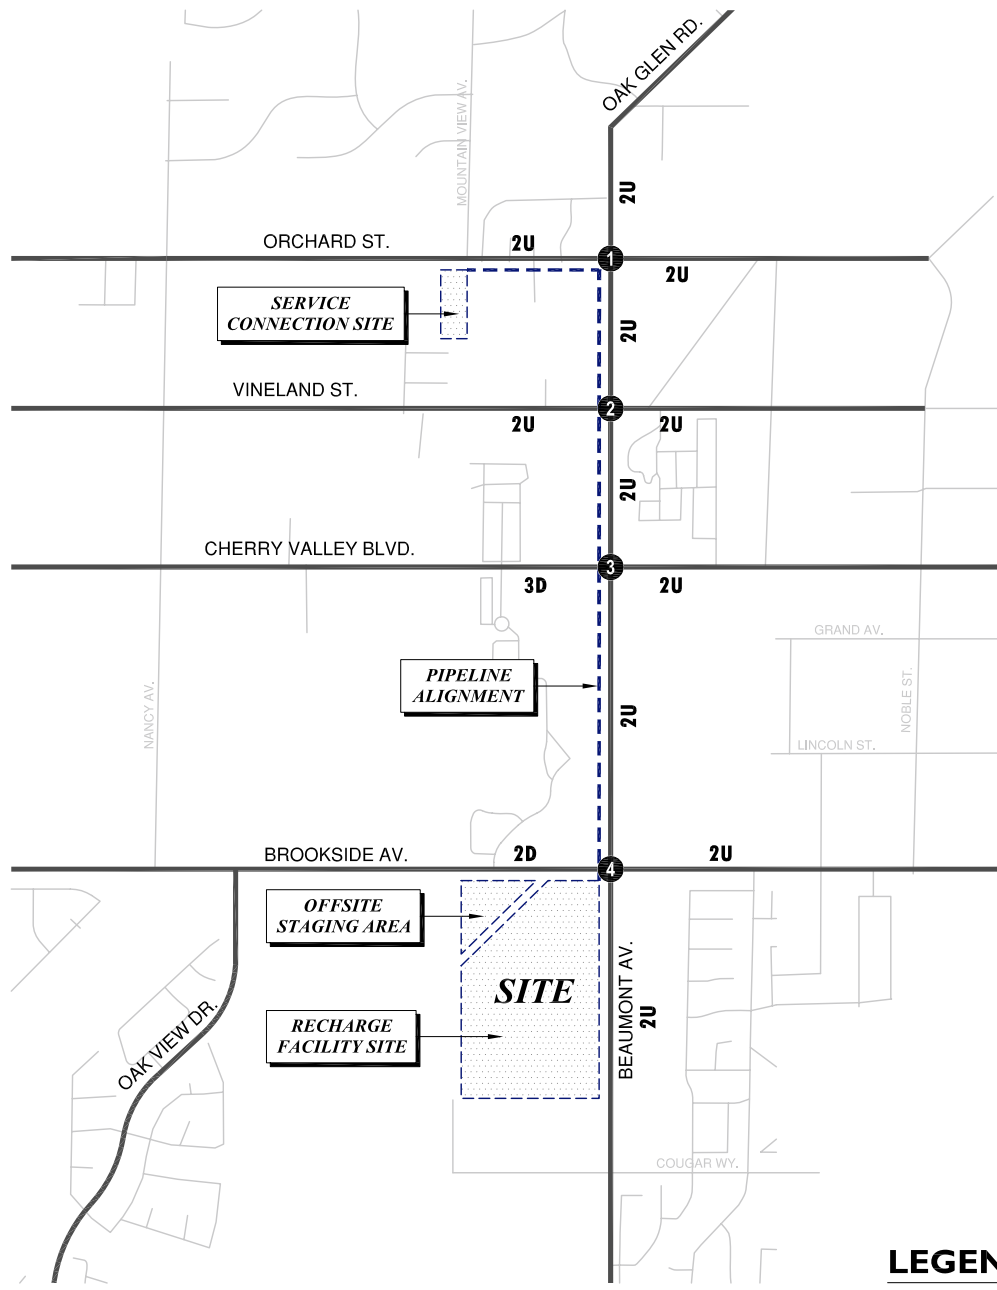 OAK GLEN RD.
MOUNTAIN VIEW AV.
2U
ORCHARD ST.
2U
1
2U
SERVICE
CONNECTION SITE
2U
VINELAND ST.
2
2U
2U
2U
CHERRY VALLEY BLVD.
3
3D
2U
GRAND AV.
PIPELINE
ALIGNMENT
NANCY AV.
2U
NOBLE ST.
LINCOLN ST.
BROOKSIDE AV.
2D
2U
4
OFFSITE
STAGING AREA
SITE
BEAUMONT AV.
2U
RECHARGE
FACILITY SITE
OAK VIEW DR.
COUGAR WY.
LEGEN